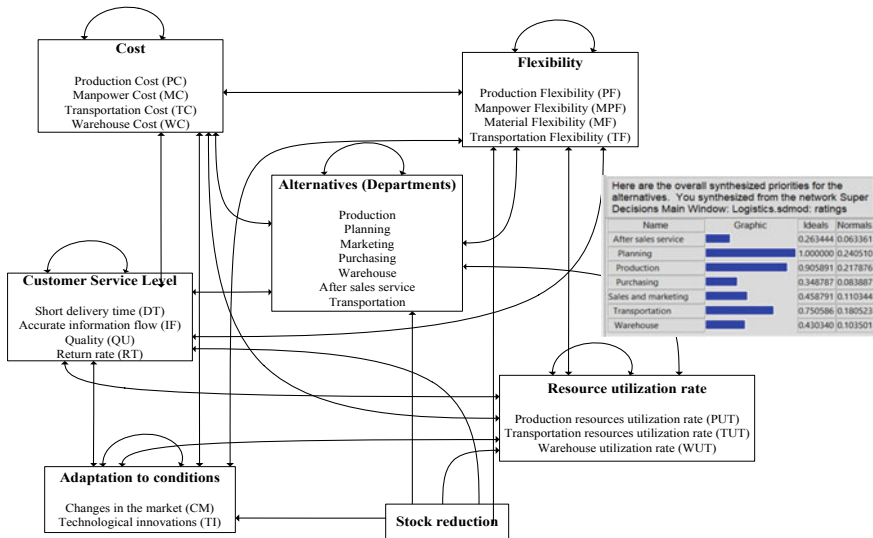 Cost
Production Cost (PC)
Manpower Cost (MC)
Transportation Cost (TC)
Warehouse Cost (WC)
Flexibility
Production Flexibility (PF)
Manpower Flexibility (MPF)
Material Flexibility (MF)
Transportation Flexibility (TF)
Alternatives (Departments)
Production
Planning
Marketing
Purchasing
Warehouse
After sales service
Transportation
Here are the overall synthesized priorities for the
alternatives. You synthesized from the network Super
Decisions Main Window: Logistics.sdmod: ratings
Name Graphic Ideals Normals
After sales service 0.263444 0.063361
Planning 1.000000 0.240510
Production 0.905891 0.217876
Purchasing 0.348787 0.083887
Sales and marketing 0.458791 0.110344
Transportation 0.750586 0.180523
Warehouse 0.430340 0.103501
Customer Service Level
Short delivery time (DT)
Accurate information flow (IF)
Quality (QU)
Return rate (RT)
Resource utilization rate
Production resources utilization rate (PUT)
Transportation resources utilization rate (TUT)
Warehouse utilization rate (WUT)
Adaptation to conditions
Changes in the market (CM)
Technological innovations (TI)
Stock reduction